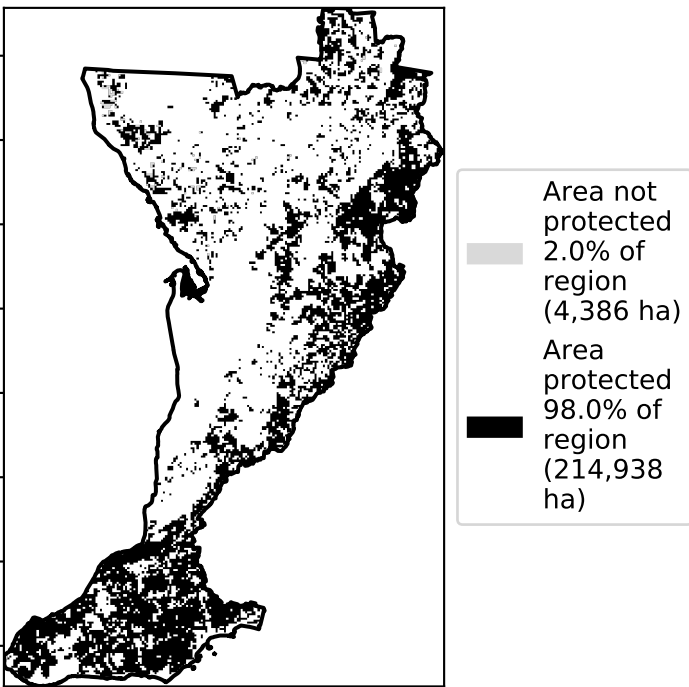 Area not
protected
2.0% of
region
(4,386 ha)
Area
protected
98.0% of
region
(214,938
ha)